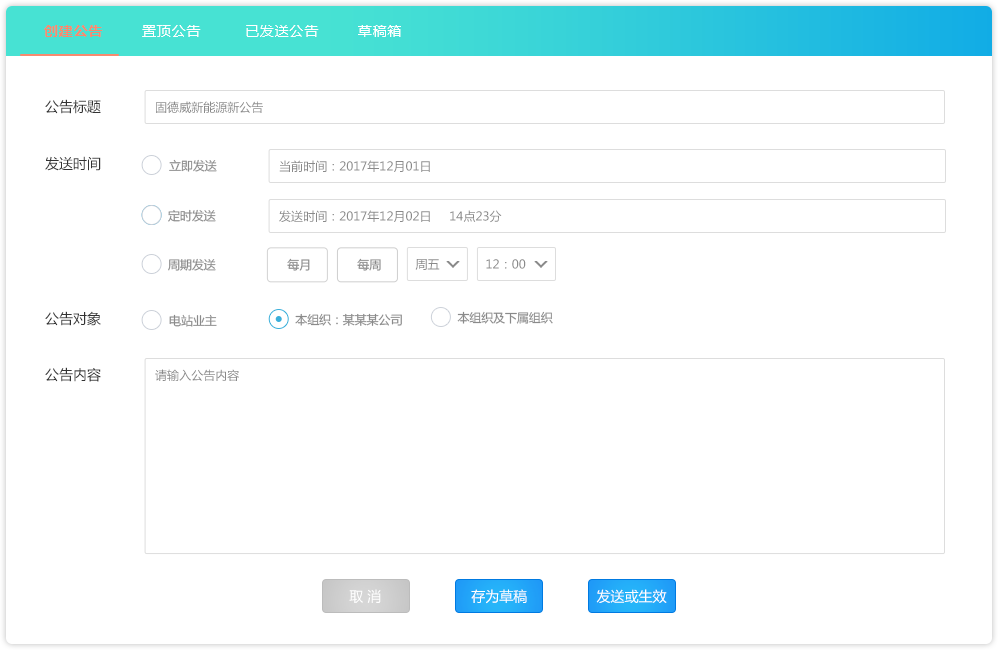 创建公告 置顶公告 已发送公告 草稿箱
公告标题 固德威新能源新公告
发送时间 立即发送 当前时间：2017年12月01日
定时发送 发送时间：2017年12月02日 14点23分
周期发送 每月 每周 周五 12：00
公告对象 电站业主 本组织：某某某公司 本组织及下属组织
公告内容 请输入公告内容
取 消 存为草稿 发送或生效